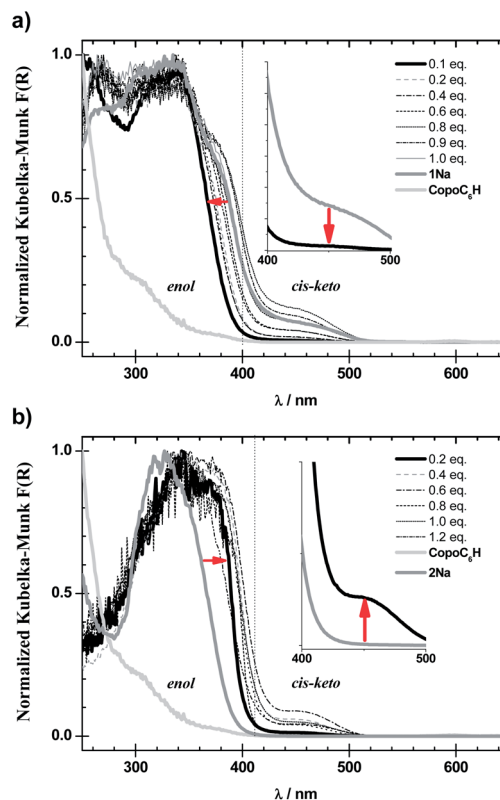 a)
Normalized Kubelka-Munk F(R)
1.0
0.5
0.0
300
400
500
600
λ / nm
enol
cis-keto
400
500
0.1 eq.
0.2 eq.
0.4 eq.
0.6 eq.
0.8 eq.
0.9 eq.
1.0 eq.
1Na
CopoC6H
b)
Normalized Kubelka-Munk F(R)
1.0
0.5
0.0
300
400
500
600
λ / nm
enol
cis-keto
400
500
0.2 eq.
0.4 eq.
0.6 eq.
0.8 eq.
1.0 eq.
1.2 eq.
CopoC6H
2Na